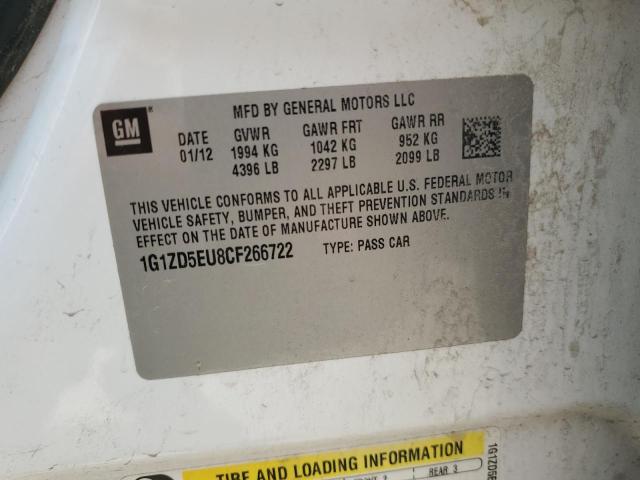 GM
MFD BY GENERAL MOTORS LLC
DATE GVWR GAWR FRT GAWR RR
01/12 1994 KG 1042 KG 952 KG
4396 LB 2297 LB 2099 LB
THIS VEHICLE CONFORMS TO ALL APPLICABLE U.S. FEDERAL MOTOR
VEHICLE SAFETY, BUMPER, AND THEFT PREVENTION STANDARDS IN
EFFECT ON THE DATE OF MANUFACTURE SHOWN ABOVE.
1G1ZD5EU8CF266722 TYPE: PASS CAR
TIRE AND LOADING INFORMATION
REAR 3
1G1ZD5E